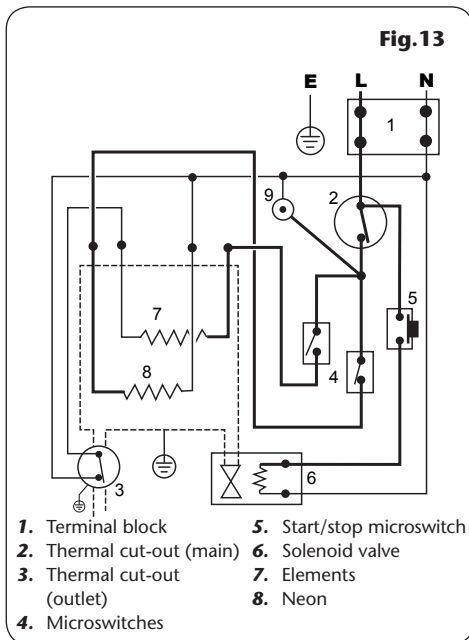 Fig.13
E L N
1
2
9
5
7
8
4
6
3
1. Terminal block
2. Thermal cut-out (main)
3. Thermal cut-out
(outlet)
4. Microswitches
5. Start/stop microswitch
6. Solenoid valve
7. Elements
8. Neon